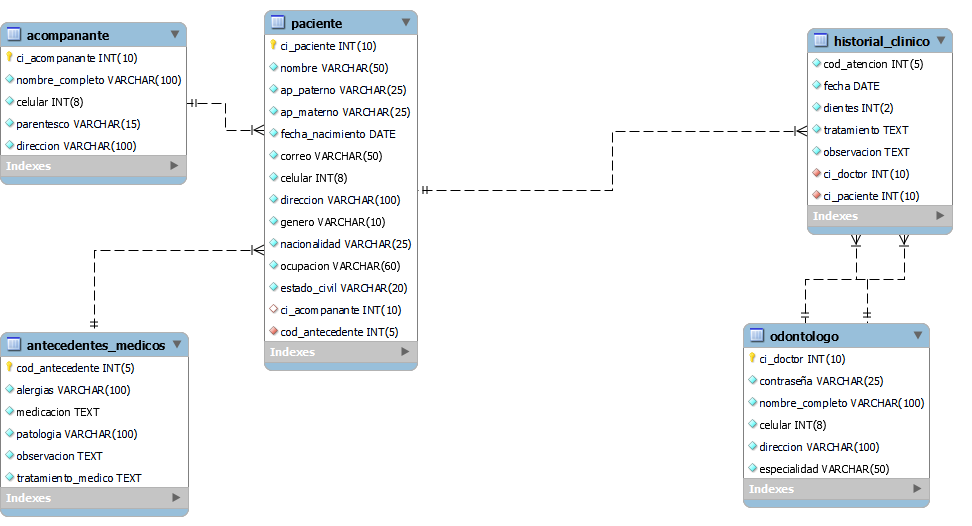 acompanante
ci_acompanante INT(10)
nombre_completo VARCHAR(100)
celular INT(8)
parentesco VARCHAR(15)
direccion VARCHAR(100)
Indexes
paciente
ci_paciente INT(10)
nombre VARCHAR(50)
ap_paterno VARCHAR(25)
ap_materno VARCHAR(25)
fecha_nacimiento DATE
correo VARCHAR(50)
celular INT(8)
direccion VARCHAR(100)
genero VARCHAR(10)
nacionalidad VARCHAR(25)
ocupacion VARCHAR(60)
estado_civil VARCHAR(20)
ci_acompanante INT(10)
cod_antecedente INT(5)
Indexes
historial_clinico
cod_atencion INT(5)
fecha DATE
dientes INT(2)
tratamiento TEXT
observacion TEXT
ci_doctor INT(10)
ci_paciente INT(10)
Indexes
antecedentes_medicos
cod_antecedente INT(5)
alergias VARCHAR(100)
medicacion TEXT
patologia VARCHAR(100)
observacion TEXT
tratamiento_medico TEXT
Indexes
odontologo
ci_doctor INT(10)
contraseña VARCHAR(25)
nombre_completo VARCHAR(100)
celular INT(8)
direccion VARCHAR(100)
especialidad VARCHAR(50)
Indexes